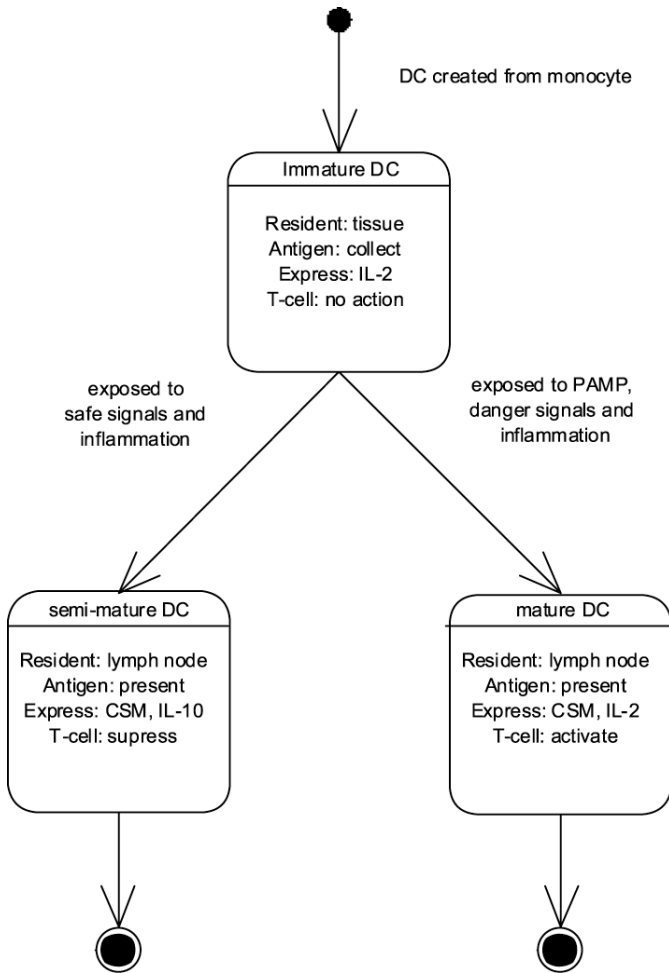 DC created from monocyte
Immature DC
Resident: tissue
Antigen: collect
Express: IL-2
T-cell: no action
exposed to
safe signals and
inflammation
exposed to PAMP,
danger signals and
inflammation
semi-mature DC
Resident: lymph node
Antigen: present
Express: CSM, IL-10
T-cell: supress
mature DC
Resident: lymph node
Antigen: present
Express: CSM, IL-2
T-cell: activate